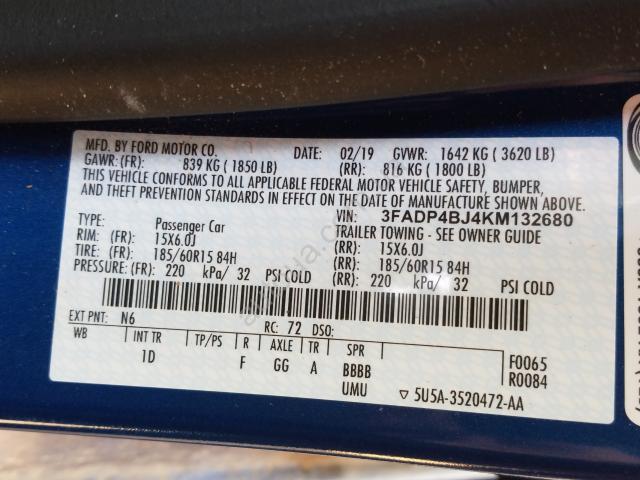 MFD. BY FORD MOTOR CO. DATE: 02/19 GVWR: 1642 KG ( 3620 LB)
GAWR: (FR): 839 KG ( 1850 LB) (RR): 816 KG ( 1800 LB)
THIS VEHICLE CONFORMS TO ALL APPLICABLE FEDERAL MOTOR VEHICLE SAFETY, BUMPER,
AND THEFT PREVENTION STANDARDS IN EFFECT ON THE DATE OF MANUFACTURE SHOWN ABOVE.
VIN: 3FADP4BJ4KM132680
TYPE: Passenger Car TRAILER TOWING - SEE OWNER GUIDE
RIM: (FR): 15X6.0J (RR): 15X6.0J
TIRE: (FR): 185/60R15 84H (RR): 185/60R15 84H
PRESSURE: (FR): 220 kPa/ 32 PSI COLD (RR): 220 kPa/ 32 PSI COLD
EXT PNT: N6 RC: 72 DSO:
WB INT TR TP/PS R AXLE TR SPR F0065
1D F GG A BBBB R0084
UMU ▽ 5U5A-3520472-AA